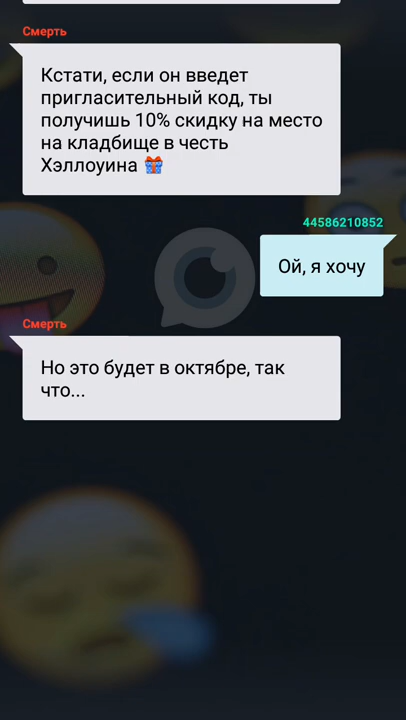 Смерть
Кстати, если он введет
пригласительный код, ты
получишь 10% скидку на место
на кладбище в честь
Хэллоуина 🎁
44586210852
Ой, я хочу
Смерть
Но это будет в октябре, так
что...